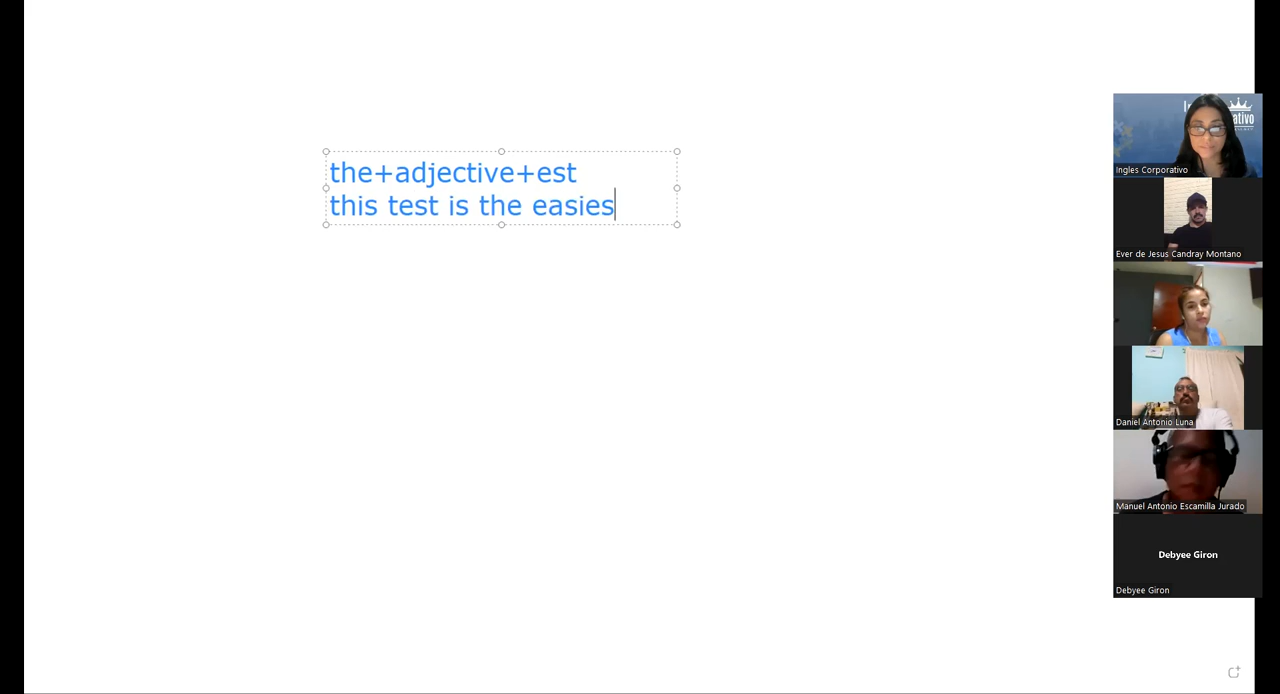 the+adjective+est
this test is the easies
ativo
Ingles Corporativo
Ever de Jesus Candray Montano
Daniel Antonio Luna
Manuel Antonio Escamilla Jurado
Debyee Giron
Debyee Giron